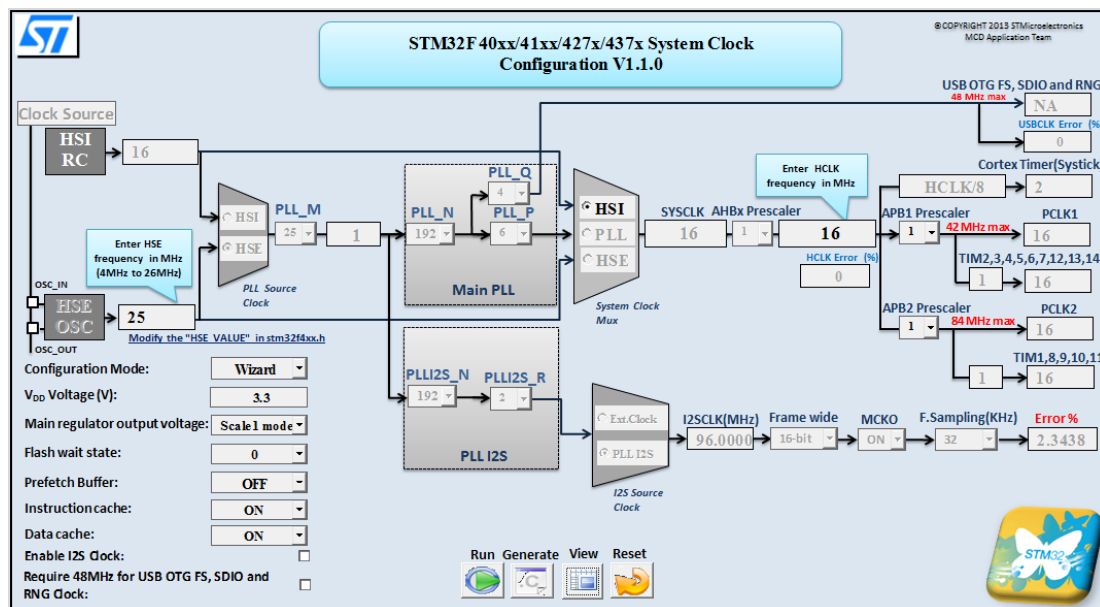 ST
STM32F40xx/41xx/427x/437x System Clock
Configuration V1.1.0
©COPYRIGHT 2013 STMicroelectronics
MCD Application Team
USB OTG FS, SDIO and RNG
48 MHz max
NA
USBCLK Error (%
0
Clock Source
HSI
RC
16
Cortex Timer(Systick
HCLK/8
2
Enter HCLK
frequency in MHz
PLL_Q
4
PLL_M
25
1
HSI
HSE
PLL Source
Clock
PLL_N
192
PLL_P
6
Main PLL
HSI
PLL
HSE
System Clock
Mux
SYSCLK
16
AHBx Prescaler
1
16
HCLK Error (%)
0
APB1 Prescaler
1
42 MHz max
PCLK1
16
TIM2,3,4,5,6,7,12,13,14
1
16
APB2 Prescaler
1
84 MHz max
PCLK2
16
TIM1,8,9,10,11
1
16
Enter HSE
frequency in MHz
(4MHz to 26MHz)
OSC_IN
HSE
OSC
OSC_OUT
25
Modify the "HSE VALUE" in stm32f4xx.h
PLLI2S_N
192
PLLI2S_R
2
PLL I2S
Ext.Clock
PLL I2S
I2S Source
Clock
I2SCLK(MHz)
96.0000
Frame wide
16-bit
MCKO
ON
F.Sampling(KHz)
32
Error %
2.3438
Configuration Mode:
Wizard
VDD Voltage (V):
3.3
Main regulator output voltage:
Scale1 mode
Flash wait state:
0
Prefetch Buffer:
OFF
Instruction cache:
ON
Data cache:
ON
Enable I2S Clock:
Require 48MHz for USB OTG FS, SDIO and
RNG Clock:
Run
Generate
View
Reset
STM32